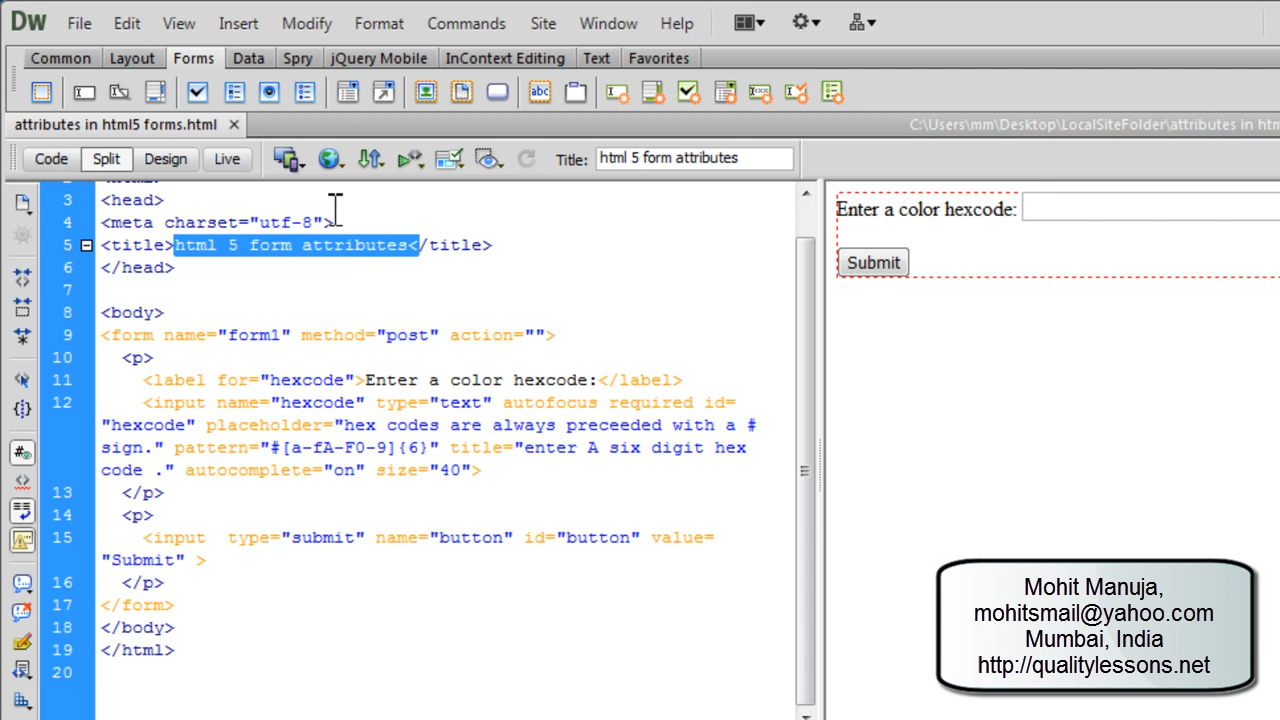 Dw File Edit View Insert Modify Format Commands Site Window Help
Common Layout Forms Data Spry jQuery Mobile InContext Editing Text Favorites
abc
attributes in html5 forms.html ×
C:\Users\mm\Desktop\LocalSiteFolder\attributes in htm
Code Split Design Live Title: html 5 form attributes
3 <head>
4 <meta charset="utf-8">
5 <title>html 5 form attributes</title>
6 </head>
7
8 <body>
9 <form name="form1" method="post" action="">
10 <p>
11 <label for="hexcode">Enter a color hexcode:</label>
12 <input name="hexcode" type="text" autofocus required id=
"hexcode" placeholder="hex codes are always preceeded with a #
sign." pattern="#[a-fA-F0-9]{6}" title="enter A six digit hex
code ." autocomplete="on" size="40">
13 </p>
14 <p>
15 <input  type="submit" name="button" id="button" value=
"Submit" >
16 </p>
17 </form>
18 </body>
19 </html>
20
Enter a color hexcode:
Submit
Mohit Manuja,
mohitsmail@yahoo.com
Mumbai, India
http://qualitylessons.net